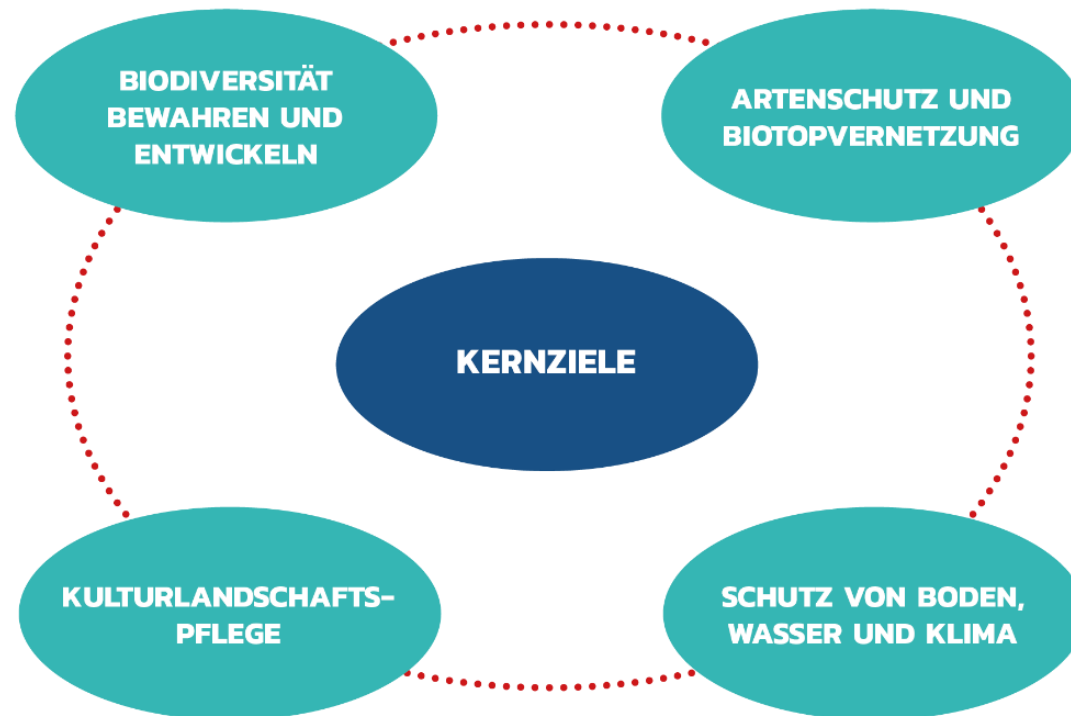 BIODIVERSITÄT
BEWAHREN UND
ENTWICKELN
ARTENSCHUTZ UND
BIOTOPVERNETZUNG
KERNZIELE
KULTURLANDSCHAFTS-
PFLEGE
SCHUTZ VON BODEN,
WASSER UND KLIMA